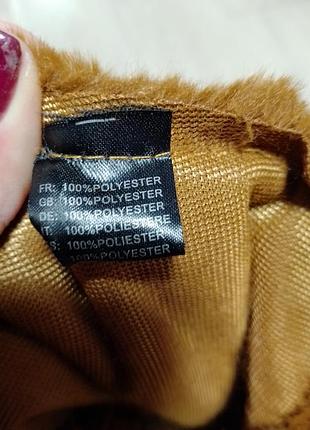 FR: 100%POLYESTER
GB: 100%POLYESTER
DE: 100%POLYESTER
IT: 100%POLIESTERE
ES: 100%POLIESTER
100%POLYESTER